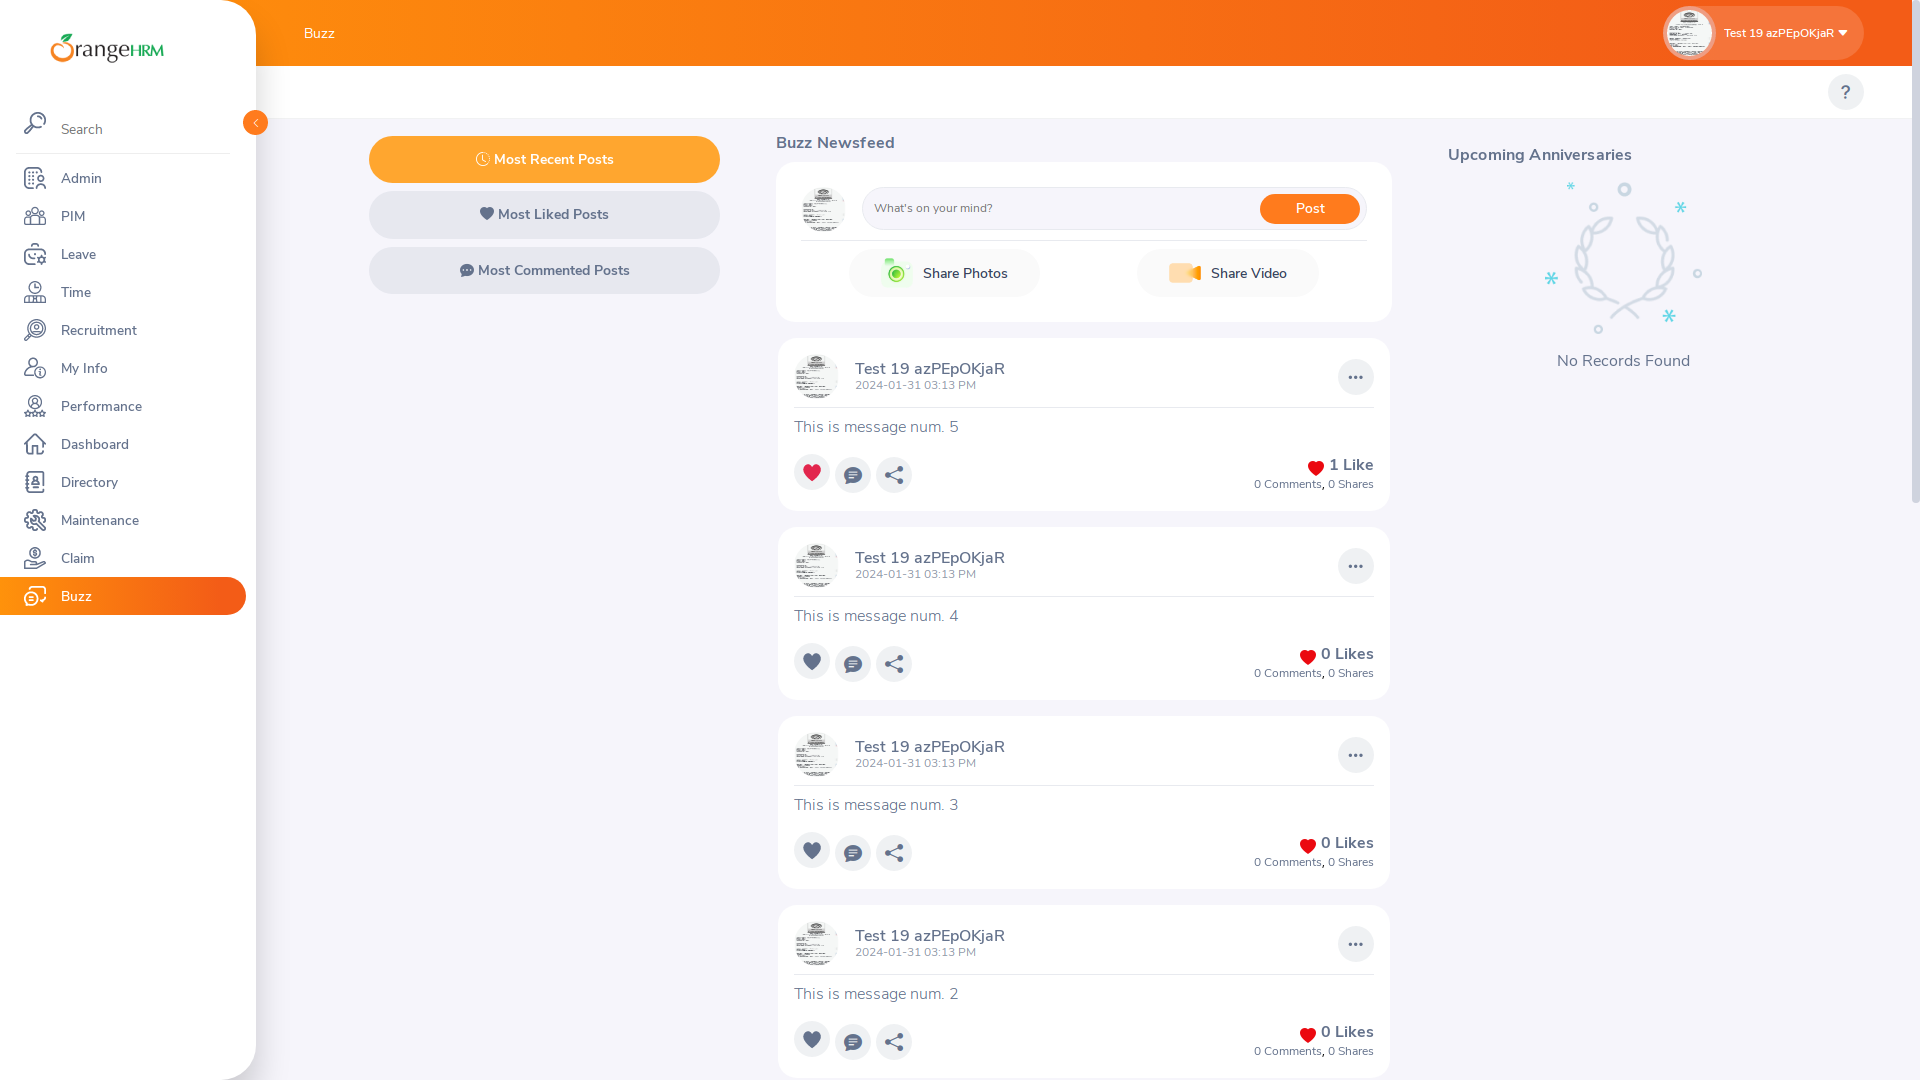 OrangeHRM
Search
Admin
PIM
Leave
Time
Recruitment
My Info
Performance
Dashboard
Directory
Maintenance
Claim
Buzz
Buzz
Test 19 azPEpOKjaR
?
Most Recent Posts
Most Liked Posts
Most Commented Posts
Buzz Newsfeed
What's on your mind?
Post
Share Photos
Share Video
Test 19 azPEpOKjaR
2024-01-31 03:13 PM
This is message num. 5
1 Like
0 Comments, 0 Shares
Test 19 azPEpOKjaR
2024-01-31 03:13 PM
This is message num. 4
0 Likes
0 Comments, 0 Shares
Test 19 azPEpOKjaR
2024-01-31 03:13 PM
This is message num. 3
0 Likes
0 Comments, 0 Shares
Test 19 azPEpOKjaR
2024-01-31 03:13 PM
This is message num. 2
0 Likes
0 Comments, 0 Shares
Upcoming Anniversaries
No Records Found